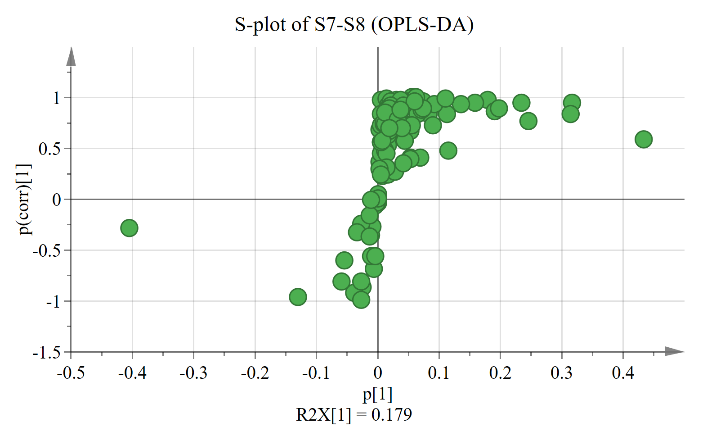 S-plot of S7-S8 (OPLS-DA)
p(corr)[1]
1
0.5
0
-0.5
-1
-1.5
-0.5 -0.4 -0.3 -0.2 -0.1 0 0.1 0.2 0.3 0.4
p[1]
R2X[1] = 0.179